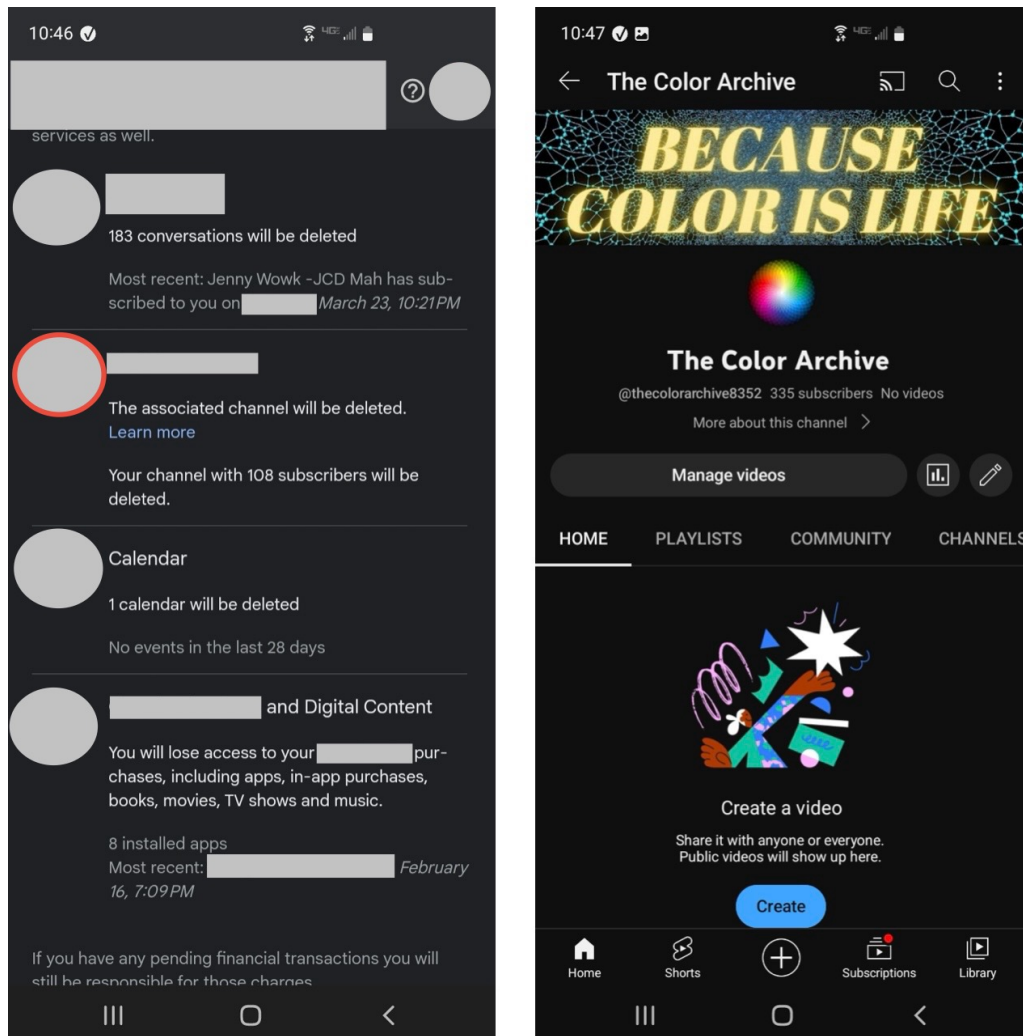 10:46
4GE
services as well.
183 conversations will be deleted
Most recent: Jenny Wowk -JCD Mah has sub-
scribed to you on March 23, 10:21 PM
The associated channel will be deleted.
Learn more
Your channel with 108 subscribers will be
deleted.
Calendar
1 calendar will be deleted
No events in the last 28 days
and Digital Content
You will lose access to your pur-
chases, including apps, in-app purchases,
books, movies, TV shows and music.
8 installed apps
Most recent: February
16, 7:09 PM
If you have any pending financial transactions you will
still be responsible for those charges
10:47
4GE
The Color Archive
BECAUSE
COLOR IS LIFE
The Color Archive
@thecolorarchive8352 335 subscribers No videos
More about this channel
Manage videos
HOME PLAYLISTS COMMUNITY CHANNELS
Create a video
Share it with anyone or everyone.
Public videos will show up here.
Create
Home Shorts Subscriptions Library